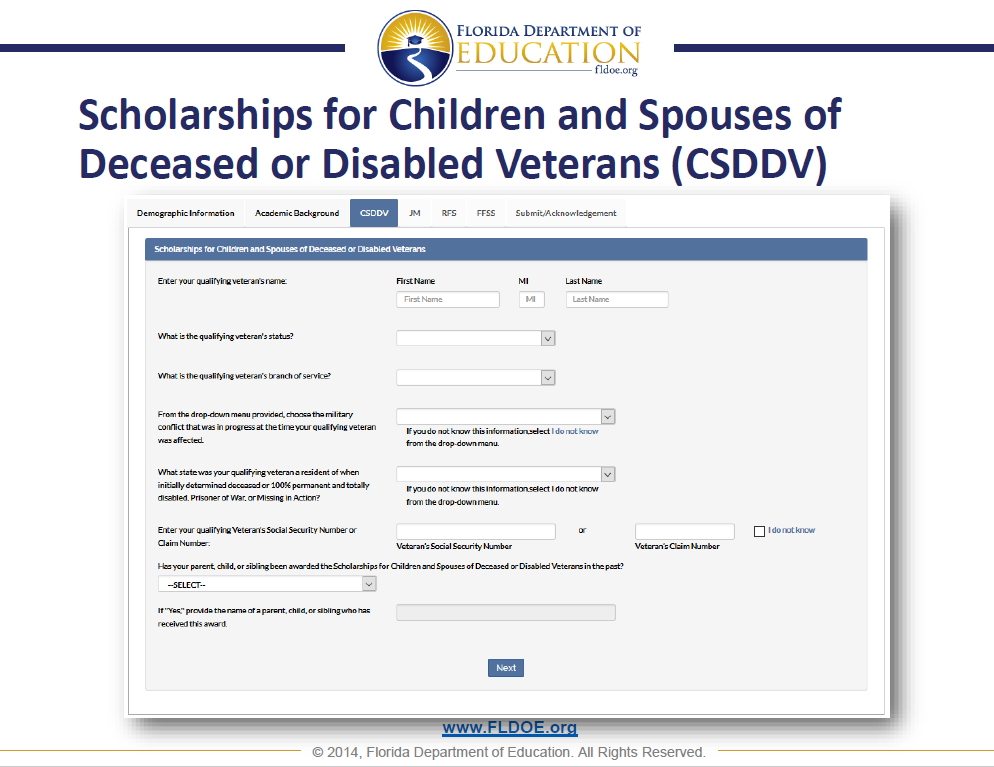 FLORIDA DEPARTMENT OF
EDUCATION
fldoe.org
Scholarships for Children and Spouses of
Deceased or Disabled Veterans (CSDDV)
Demographic Information Academic Background CSDDV JM RFS FFSS Submit/Acknowledgement
Scholarships for Children and Spouses of Deceased or Disabled Veterans
Enter your qualifying veteran's name: First Name MI Last Name
First Name MI Last Name
What is the qualifying veteran's status?
What is the qualifying veteran's branch of service?
From the drop-down menu provided, choose the military
conflict that was in progress at the time your qualifying veteran
was affected.
If you do not know this information,select I do not know
from the drop-down menu.
What state was your qualifying veteran a resident of when
initially determined deceased or 100% permanent and totally
disabled, Prisoner of War, or Missing in Action?
If you do not know this information,select I do not know
from the drop-down menu.
Enter your qualifying Veteran's Social Security Number or
Claim Number:
or
I do not know
Veteran's Social Security Number Veteran's Claim Number
Has your parent, child, or sibling been awarded the Scholarships for Children and Spouses of Deceased or Disabled Veterans in the past?
--SELECT--
If "Yes," provide the name of a parent, child, or sibling who has
received this award.
Next
www.FLDOE.org
© 2014, Florida Department of Education. All Rights Reserved.